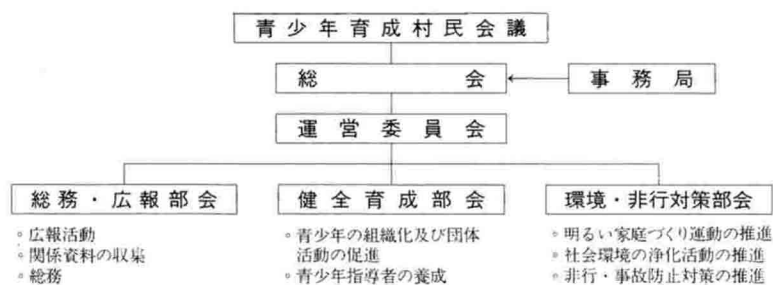 青少年育成村民会議
総会
事務局
運営委員会
総務・広報部会
。広報活動
。関係資料の収集
。総務
健全育成部会
。青少年の組織化及び団体
活動の促進
。青少年指導者の養成
環境・非行対策部会
。明るい家庭づくり運動の推進
。社会環境の浄化活動の推進
。非行・事故防止対策の推進